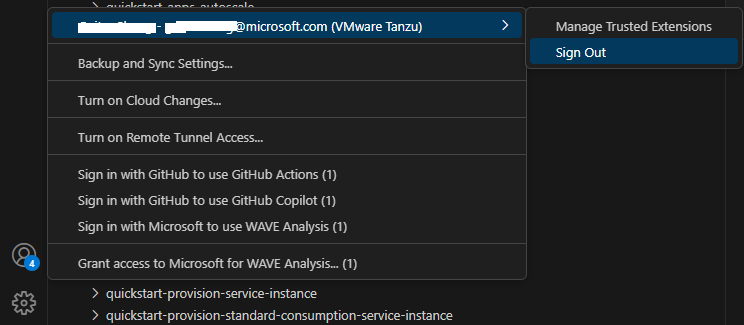 quickstart-apps-autoscale
@microsoft.com (VMware Tanzu)
Manage Trusted Extensions
Sign Out
Backup and Sync Settings...
Turn on Cloud Changes...
Turn on Remote Tunnel Access...
Sign in with GitHub to use GitHub Actions (1)
Sign in with GitHub to use GitHub Copilot (1)
Sign in with Microsoft to use WAVE Analysis (1)
4
Grant access to Microsoft for WAVE Analysis... (1)
quickstart-provision-service-instance
quickstart-provision-standard-consumption-service-instance